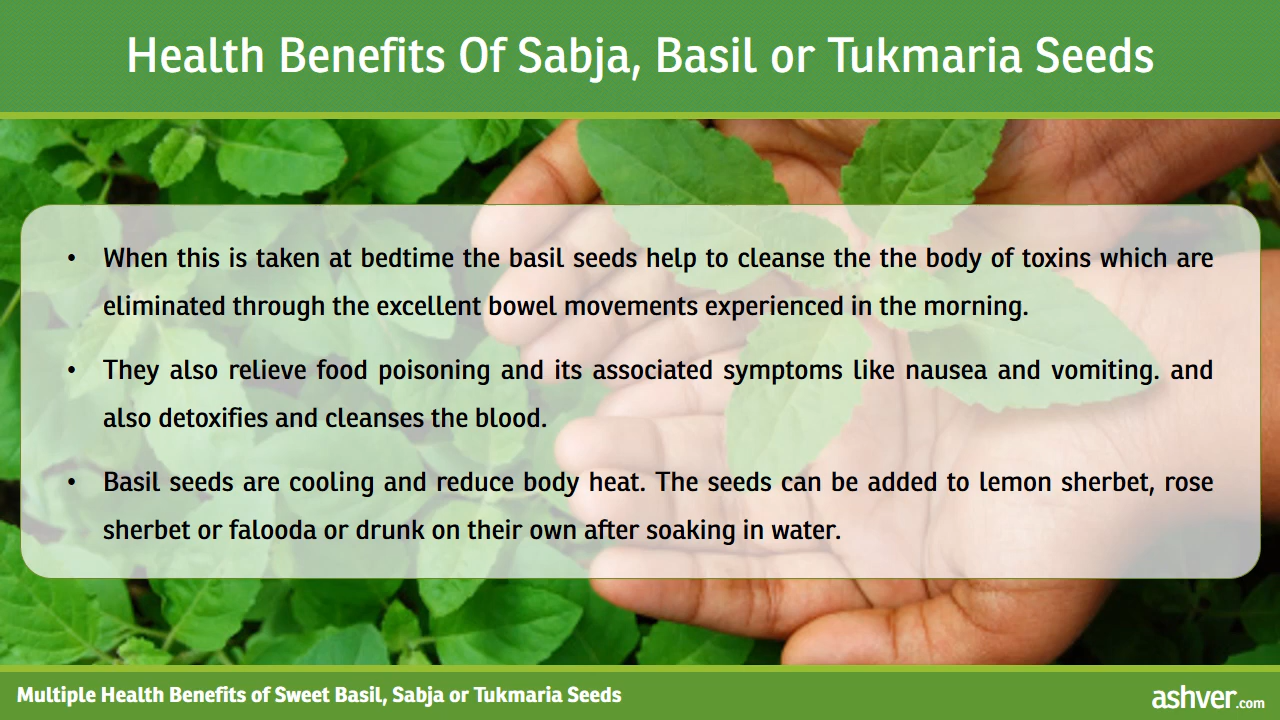 Health Benefits Of Sabja, Basil or Tukmaria Seeds
• When this is taken at bedtime the basil seeds help to cleanse the the body of toxins which are
eliminated through the excellent bowel movements experienced in the morning.
• They also relieve food poisoning and its associated symptoms like nausea and vomiting. and
also detoxifies and cleanses the blood.
• Basil seeds are cooling and reduce body heat. The seeds can be added to lemon sherbet, rose
sherbet or falooda or drunk on their own after soaking in water.
Multiple Health Benefits of Sweet Basil, Sabja or Tukmaria Seeds
ashver.com